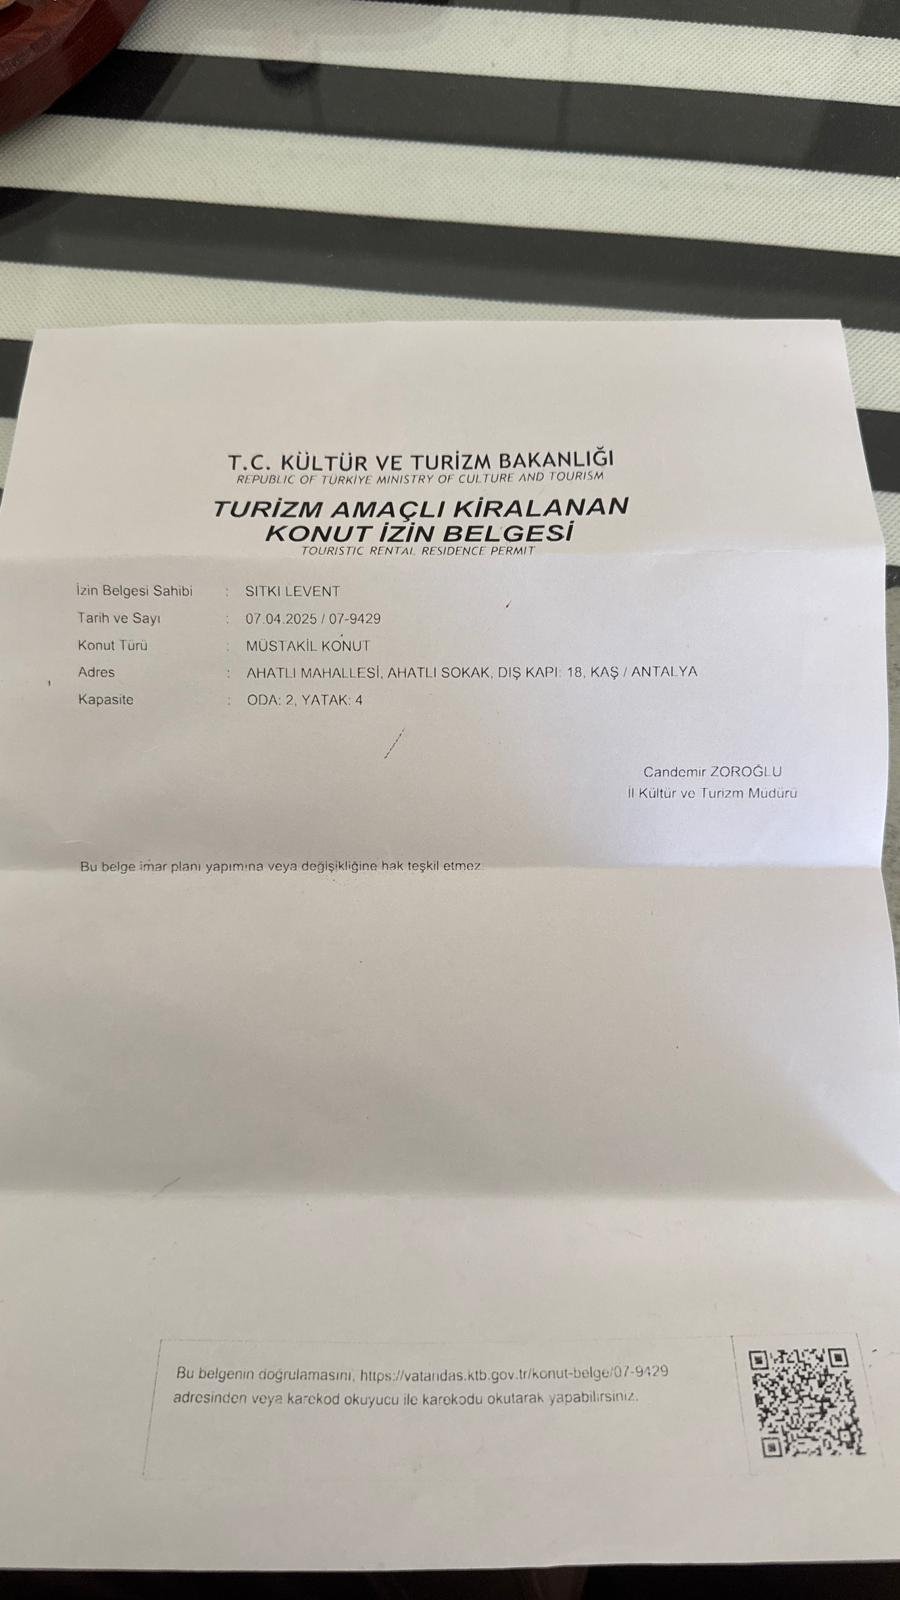 T.C. KÜLTÜR VE TURİZM BAKANLIĞI
REPUBLIC OF TÜRKİYE MINISTRY OF CULTURE AND TOURISM
TURİZM AMAÇLI KİRALANAN
KONUT İZİN BELGESİ
TOURISTIC RENTAL RESIDENCE PERMIT
İzin Belgesi Sahibi : SITKI LEVENT
Tarih ve Sayı : 07.04.2025 / 07-9429
Konut Türü : MÜSTAKİL KONUT
Adres : AHATLI MAHALLESİ, AHATLI SOKAK, DIŞ KAPI: 18, KAŞ / ANTALYA
Kapasite : ODA: 2, YATAK: 4
Candemir ZOROĞLU
İl Kültür ve Turizm Müdürü
Bu belge imar planı yapımına veya değişikliğine hak teşkil etmez.
Bu belgenin doğrulamasını, https://vatandas.ktb.gov.tr/konut-belge/07-9429
adresinden veya karekod okuyucu ile karekodu okutarak yapabilirsiniz.